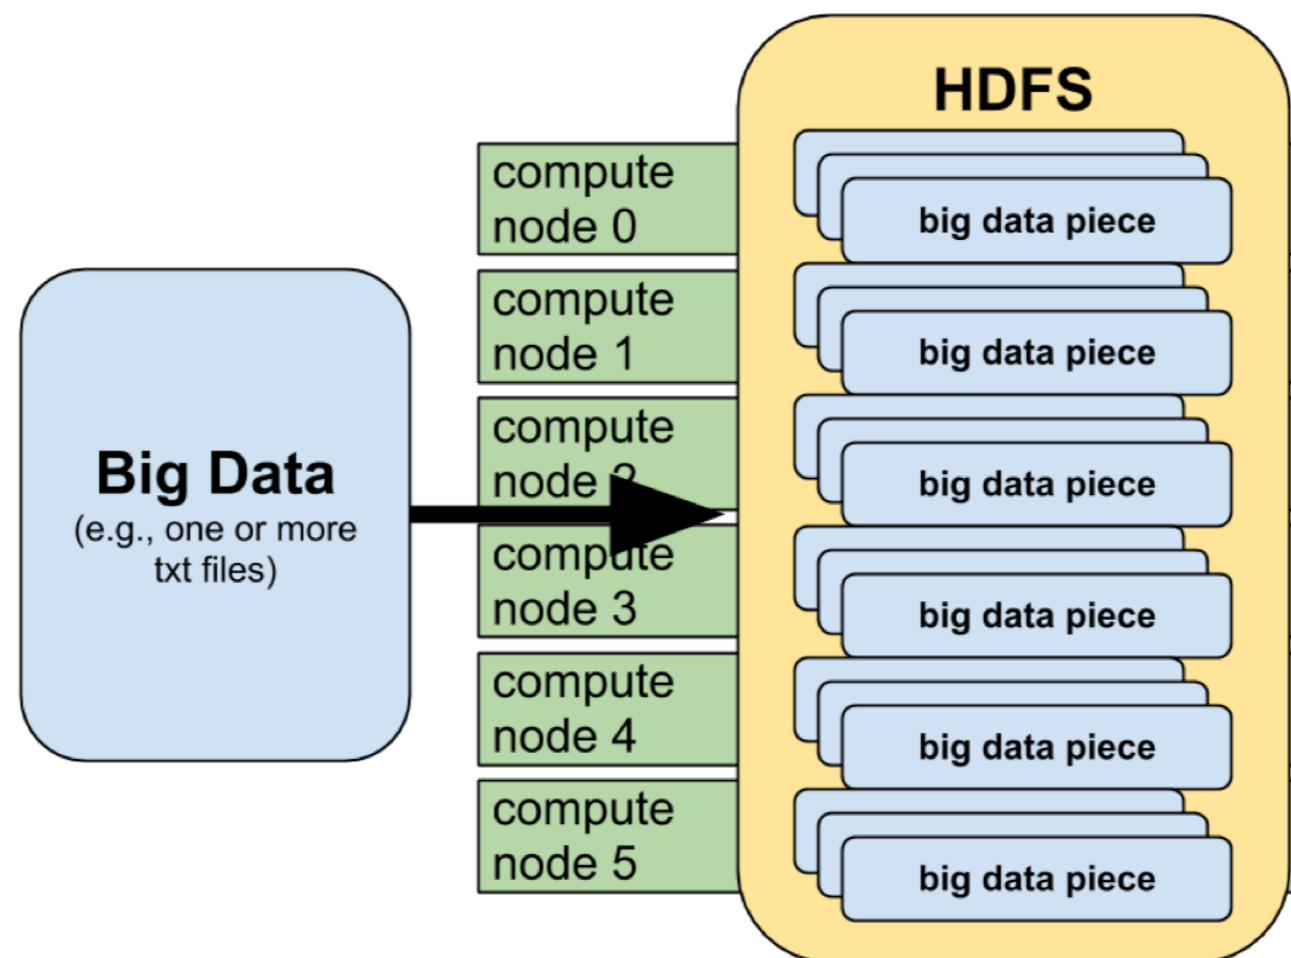 HDFS
compute
node 0
big data piece
compute
node 1
big data piece
Big Data
(e.g., one or more
txt files)
compute
node 2
big data piece
compute
node 3
big data piece
compute
node 4
big data piece
compute
node 5
big data piece